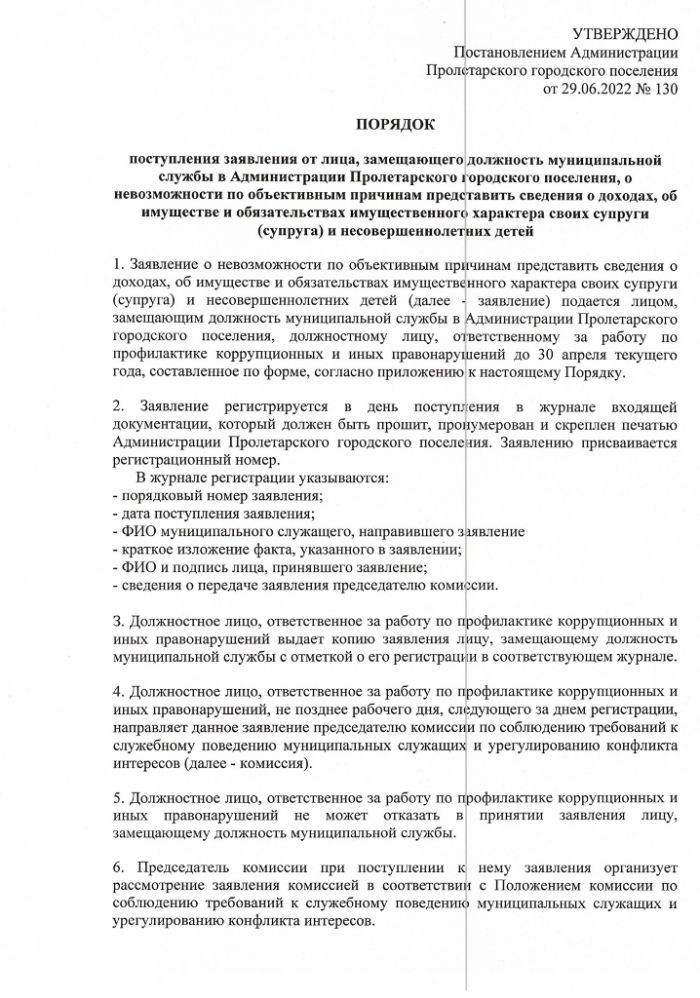 УТВЕРЖДЕНО
Постановлением Администрации
Пролетарского городского поселения
от 29.06.2022 № 130
ПОРЯДОК
поступления заявления от лица, замещающего должность муниципальной
службы в Администрации Пролетарского городского поселения, о
невозможности по объективным причинам представить сведения о доходах, об
имуществе и обязательствах имущественного характера своих супруги
(супруга) и несовершеннолетних детей
1. Заявление о невозможности по объективным причинам представить сведения о
доходах, об имуществе и обязательствах имущественного характера своих супруги
(супруга) и несовершеннолетних детей (далее - заявление) подается лицом,
замещающим должность муниципальной службы в Администрации Пролетарского
городского поселения, должностному лицу, ответственному за работу по
профилактике коррупционных и иных правонарушений до 30 апреля текущего
года, составленное по форме, согласно приложению к настоящему Порядку.
2. Заявление регистрируется в день поступления в журнале входящей
документации, который должен быть прошит, пронумерован и скреплен печатью
Администрации Пролетарского городского поселения. Заявлению присваивается
регистрационный номер.
В журнале регистрации указываются:
- порядковый номер заявления;
- дата поступления заявления;
- ФИО муниципального служащего, направившего заявление
- краткое изложение факта, указанного в заявлении;
- ФИО и подпись лица, принявшего заявление;
- сведения о передаче заявления председателю комиссии.
3. Должностное лицо, ответственное за работу по профилактике коррупционных и
иных правонарушений выдает копию заявления лицу, замещающему должность
муниципальной службы с отметкой о его регистрации в соответствующем журнале.
4. Должностное лицо, ответственное за работу по профилактике коррупционных и
иных правонарушений, не позднее рабочего дня, следующего за днем регистрации,
направляет данное заявление председателю комиссии по соблюдению требований к
служебному поведению муниципальных служащих и урегулированию конфликта
интересов (далее - комиссия).
5. Должностное лицо, ответственное за работу по профилактике коррупционных и
иных правонарушений не может отказать в принятии заявления лицу,
замещающему должность муниципальной службы.
6. Председатель комиссии при поступлении к нему заявления организует
рассмотрение заявления комиссией в соответствии с Положением комиссии по
соблюдению требований к служебному поведению муниципальных служащих и
урегулированию конфликта интересов.